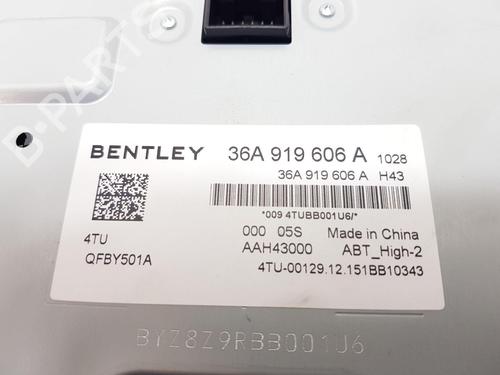 B-PARTS
BENTLEY 36A 919 606 A 1028
36A 919 606 A H43
*009 4TUBB001U6/*
4TU 000 05S Made in China
QFBY501A AAH43000 ABT_High-2
4TU-00129.12.151BB10343
BYZ8Z9RBB001U6